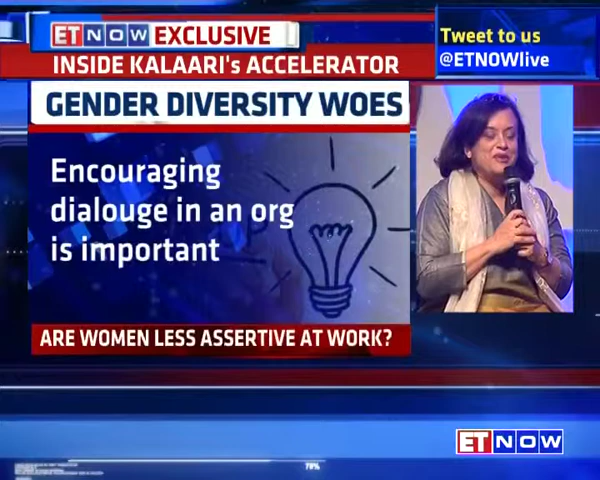 ET NOW EXCLUSIVE
Tweet to us
@ETNOWlive
INSIDE KALAARI's ACCELERATOR
GENDER DIVERSITY WOES
Encouraging
dialouge in an org
is important
ARE WOMEN LESS ASSERTIVE AT WORK?
ET NOW